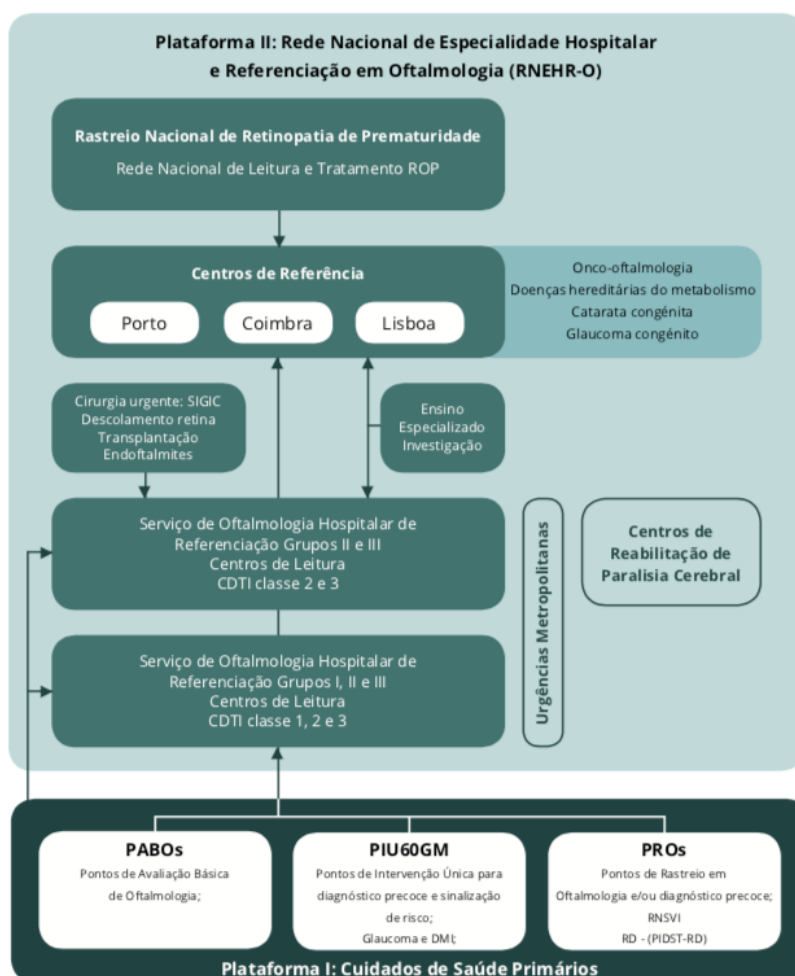 Plataforma II: Rede Nacional de Especialidade Hospitalar
e Referenciação em Oftalmologia (RNEHR-O)
Rastreio Nacional de Retinopatia de Prematuridade
Rede Nacional de Leitura e Tratamento ROP
Centros de Referência
Porto
Coimbra
Lisboa
Onco-oftalmologia
Doenças hereditárias do metabolismo
Catarata congénita
Glaucoma congénito
Cirurgia urgente: SIGIC
Descolamento retina
Transplantação
Endoftalmites
Ensino
Especializado
Investigação
Serviço de Oftalmologia Hospitalar de
Referenciação Grupos II e III
Centros de Leitura
CDTI classe 2 e 3
Serviço de Oftalmologia Hospitalar de
Referenciação Grupos I, II e III
Centros de Leitura
CDTI classe 1, 2 e 3
Urgências Metropolitanas
Centros de
Reabilitação de
Paralisia Cerebral
PABOs
Pontos de Avaliação Básica
de Oftalmologia;
PIU60GM
Pontos de Intervenção Única para
diagnóstico precoce e sinalização
de risco;
Glaucoma e DMI;
PROs
Pontos de Rastreio em
Oftalmologia e/ou diagnóstico precoce;
RNSVI
RD - (PIDST-RD)
Plataforma I: Cuidados de Saúde Primários